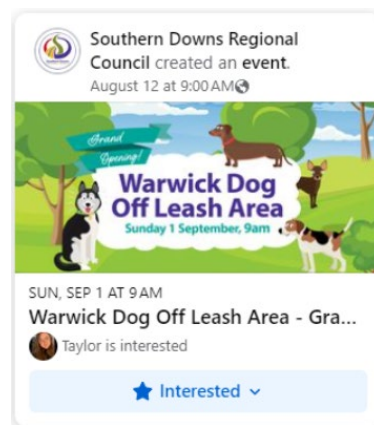 Southern Downs Regional
Council created an event.
August 12 at 9:00 AM
Grand
Opening!
Warwick Dog
Off Leash Area
Sunday 1 September, 9am
SUN, SEP 1 AT 9 AM
Warwick Dog Off Leash Area - Gra...
Taylor is interested
Interested